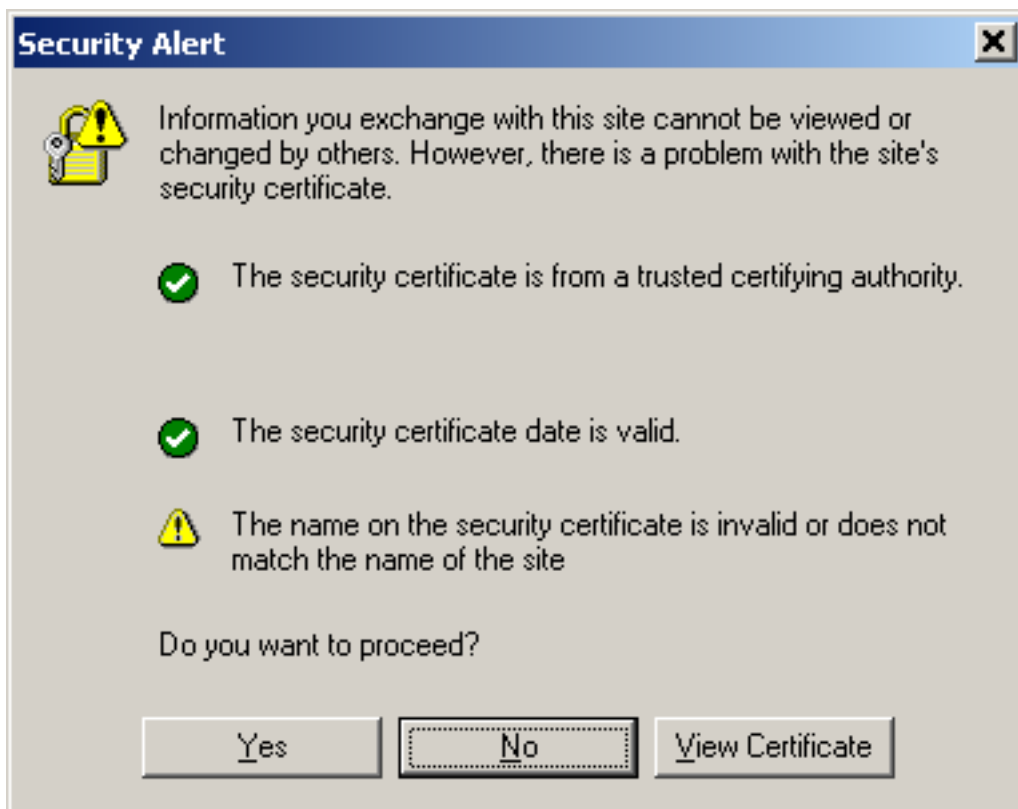 Security Alert
Information you exchange with this site cannot be viewed or
changed by others. However, there is a problem with the site's
security certificate.
The security certificate is from a trusted certifying authority.
The security certificate date is valid.
The name on the security certificate is invalid or does not
match the name of the site
Do you want to proceed?
Yes No View Certificate